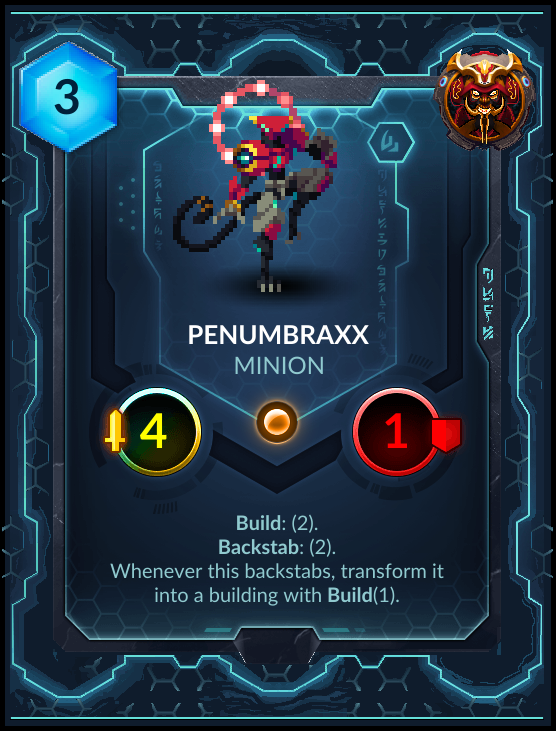 3
PENUMBRAXX
MINION
4
1
Build: (2).
Backstab: (2).
Whenever this backstabs, transform it
into a building with Build(1).